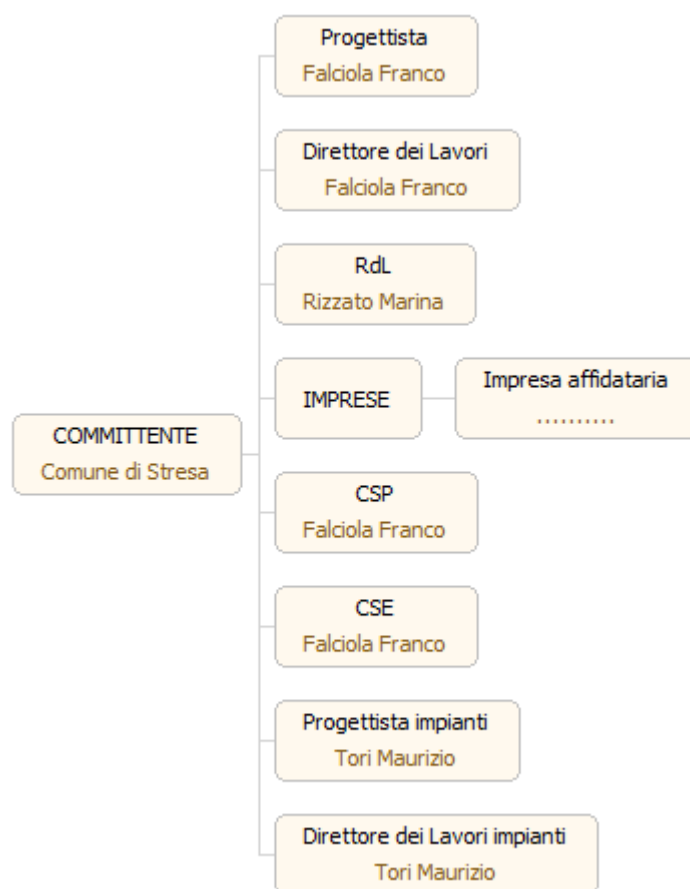 Progettista
Falciola Franco
Direttore dei Lavori
Falciola Franco
RdL
Rizzato Marina
IMPRESE
Impresa affidataria
..........
COMMITTENTE
Comune di Stresa
CSP
Falciola Franco
CSE
Falciola Franco
Progettista impianti
Tori Maurizio
Direttore dei Lavori impianti
Tori Maurizio